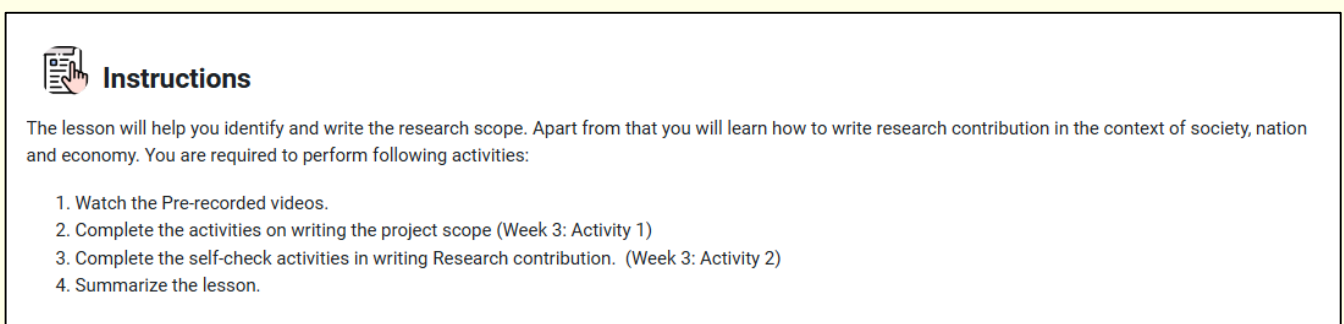 Instructions
The lesson will help you identify and write the research scope. Apart from that you will learn how to write research contribution in the context of society, nation
and economy. You are required to perform following activities:
1. Watch the Pre-recorded videos.
2. Complete the activities on writing the project scope (Week 3: Activity 1)
3. Complete the self-check activities in writing Research contribution.  (Week 3: Activity 2)
4. Summarize the lesson.